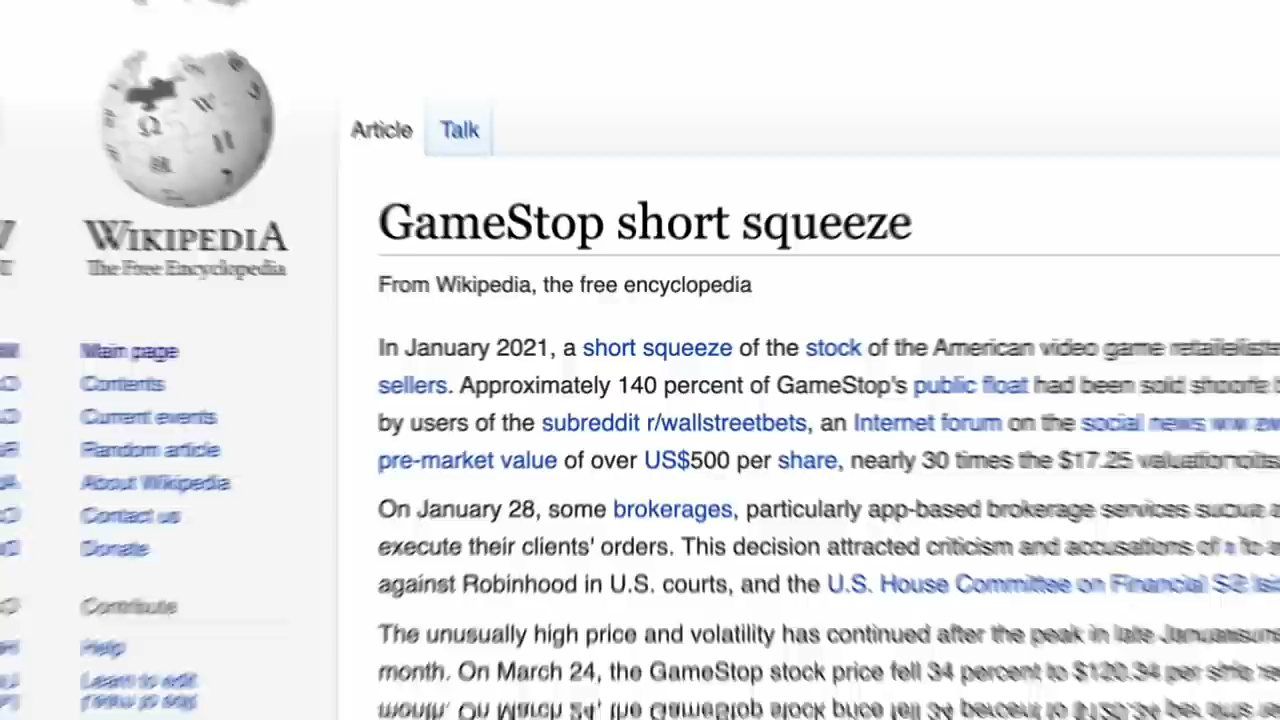 WIKIPEDIA
The Free Encyclopedia
Main page
Contents
Current events
Random article
About Wikipedia
Contact us
Donate
Contribute
Help
Learn to edit
Article Talk
GameStop short squeeze
From Wikipedia, the free encyclopedia
In January 2021, a short squeeze of the stock of the American video game
sellers. Approximately 140 percent of GameStop's public float had been sold
by users of the subreddit r/wallstreetbets, an Internet forum on the social news
pre-market value of over US$500 per share, nearly 30 times the $17.25 valuation
On January 28, some brokerages, particularly app-based brokerage services
execute their clients' orders. This decision attracted criticism and accusations of
against Robinhood in U.S. courts, and the U.S. House Committee on Financial
The unusually high price and volatility has continued after the peak in late
month. On March 24, the GameStop stock price fell 34 percent to $120.34 per